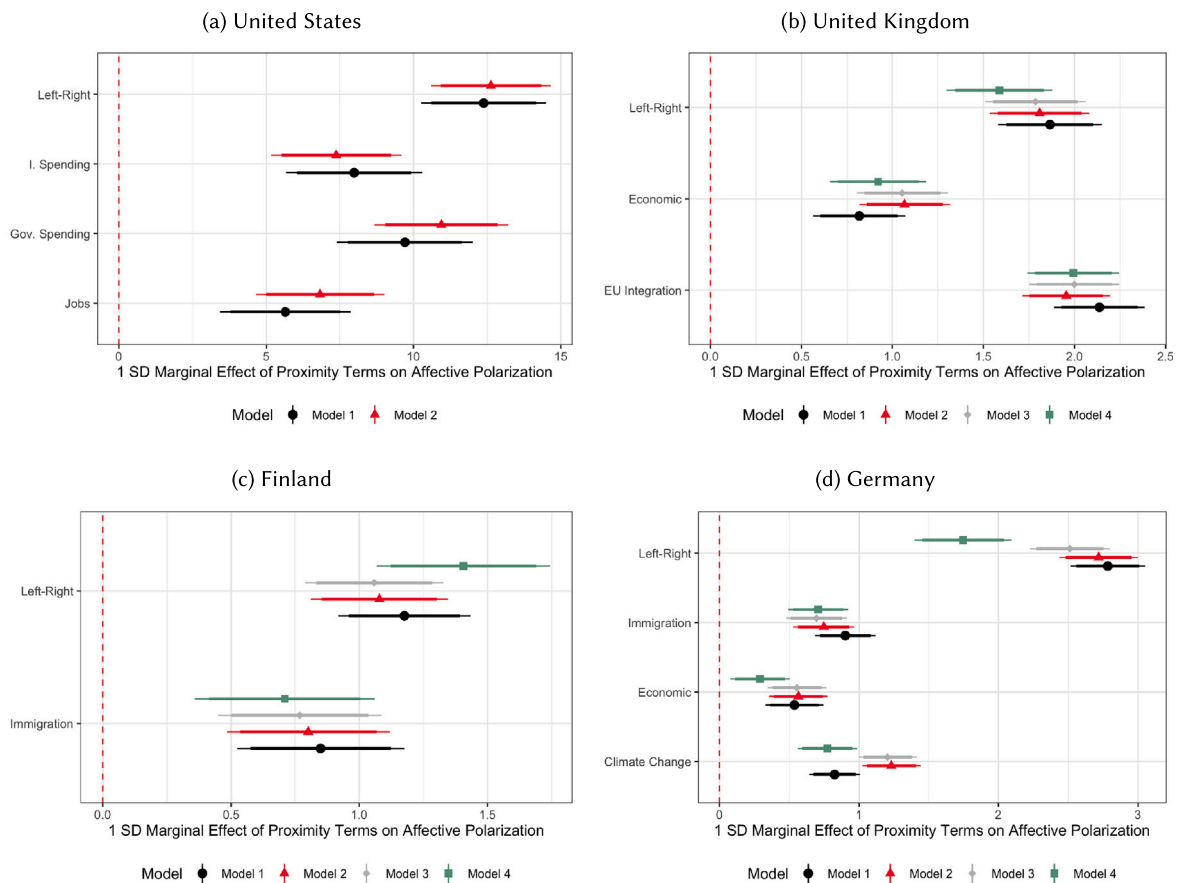 (a) United States
Left-Right
I. Spending
Gov. Spending
Jobs
0 5 10 15
1 SD Marginal Effect of Proximity Terms on Affective Polarization
Model Model 1 Model 2
(b) United Kingdom
Left-Right
Economic
EU Integration
0.0 0.5 1.0 1.5 2.0 2.5
1 SD Marginal Effect of Proximity Terms on Affective Polarization
Model Model 1 Model 2 Model 3 Model 4
(c) Finland
Left-Right
Immigration
0.0 0.5 1.0 1.5
1 SD Marginal Effect of Proximity Terms on Affective Polarization
Model Model 1 Model 2 Model 3 Model 4
(d) Germany
Left-Right
Immigration
Economic
Climate Change
0 1 2 3
1 SD Marginal Effect of Proximity Terms on Affective Polarization
Model Model 1 Model 2 Model 3 Model 4